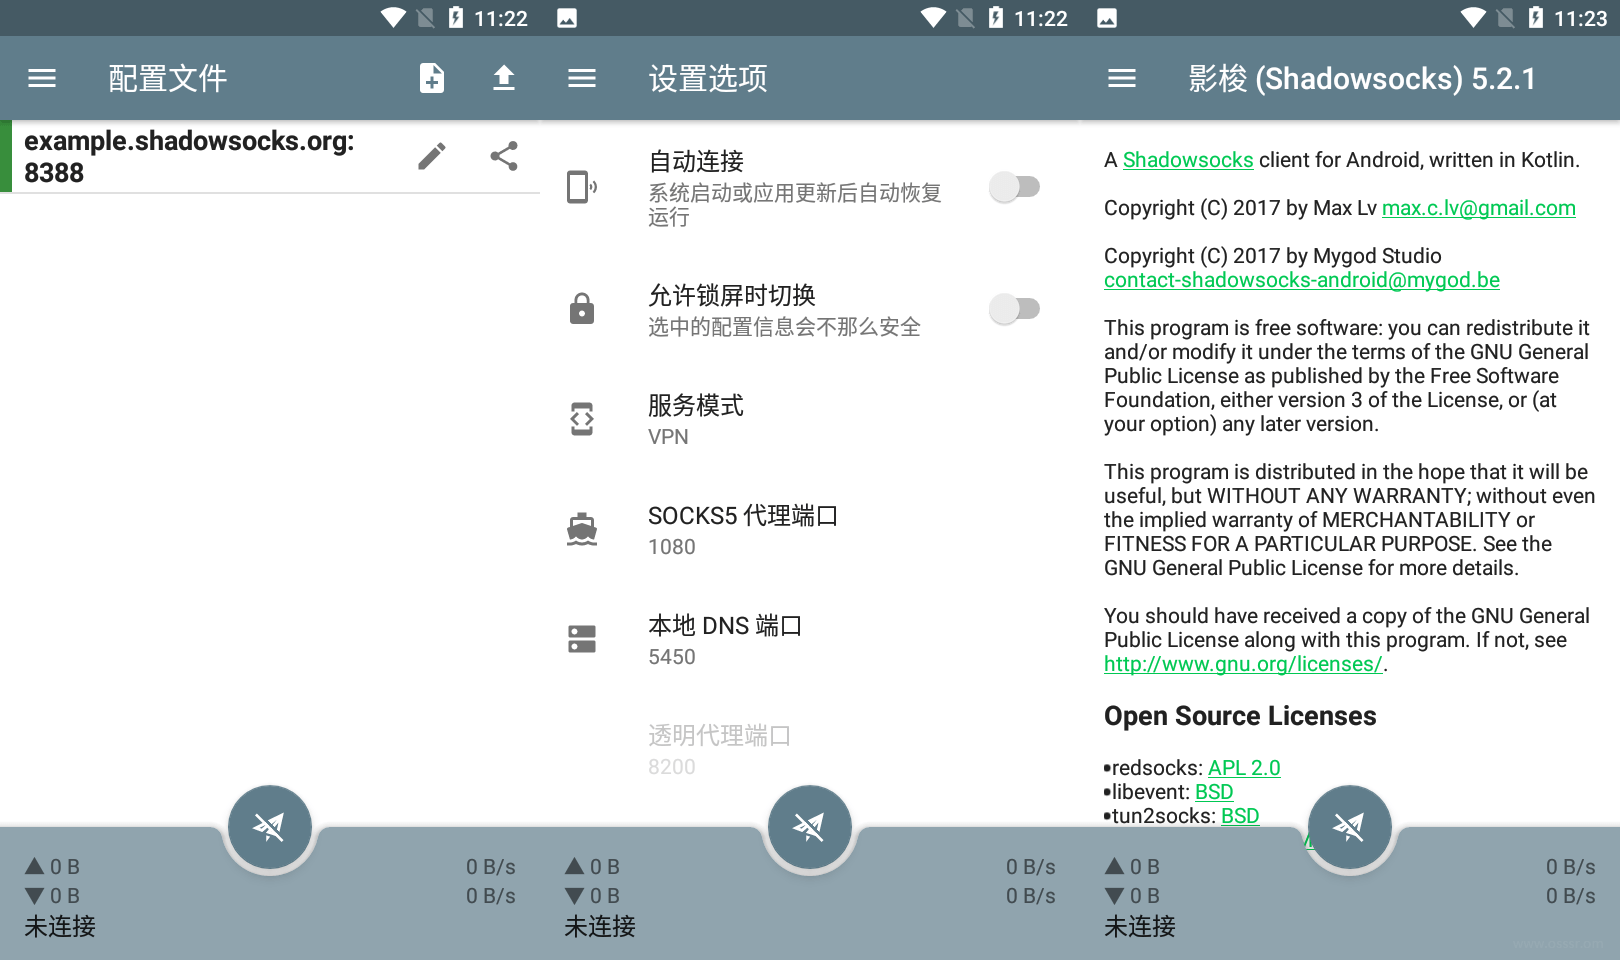 11:22
配置文件
example.shadowsocks.org:
8388
▲ 0 B
0 B/s
▼ 0 B
0 B/s
未连接
11:22
设置选项
自动连接
系统启动或应用更新后自动恢复
运行
允许锁屏时切换
选中的配置信息会不那么安全
服务模式
VPN
SOCKS5 代理端口
1080
本地 DNS 端口
5450
透明代理端口
8200
▲ 0 B
0 B/s
▼ 0 B
0 B/s
未连接
11:23
影梭 (Shadowsocks) 5.2.1
A Shadowsocks client for Android, written in Kotlin.
Copyright (C) 2017 by Max Lv max.c.lv@gmail.com
Copyright (C) 2017 by Mygod Studio
contact-shadowsocks-android@mygod.be
This program is free software: you can redistribute it
and/or modify it under the terms of the GNU General
Public License as published by the Free Software
Foundation, either version 3 of the License, or (at
your option) any later version.
This program is distributed in the hope that it will be
useful, but WITHOUT ANY WARRANTY; without even
the implied warranty of MERCHANTABILITY or
FITNESS FOR A PARTICULAR PURPOSE. See the
GNU General Public License for more details.
You should have received a copy of the GNU General
Public License along with this program. If not, see
http://www.gnu.org/licenses/.
Open Source Licenses
•redsocks: APL 2.0
•libevent: BSD
•tun2socks: BSD
▲ 0 B
0 B/s
▼ 0 B
0 B/s
未连接